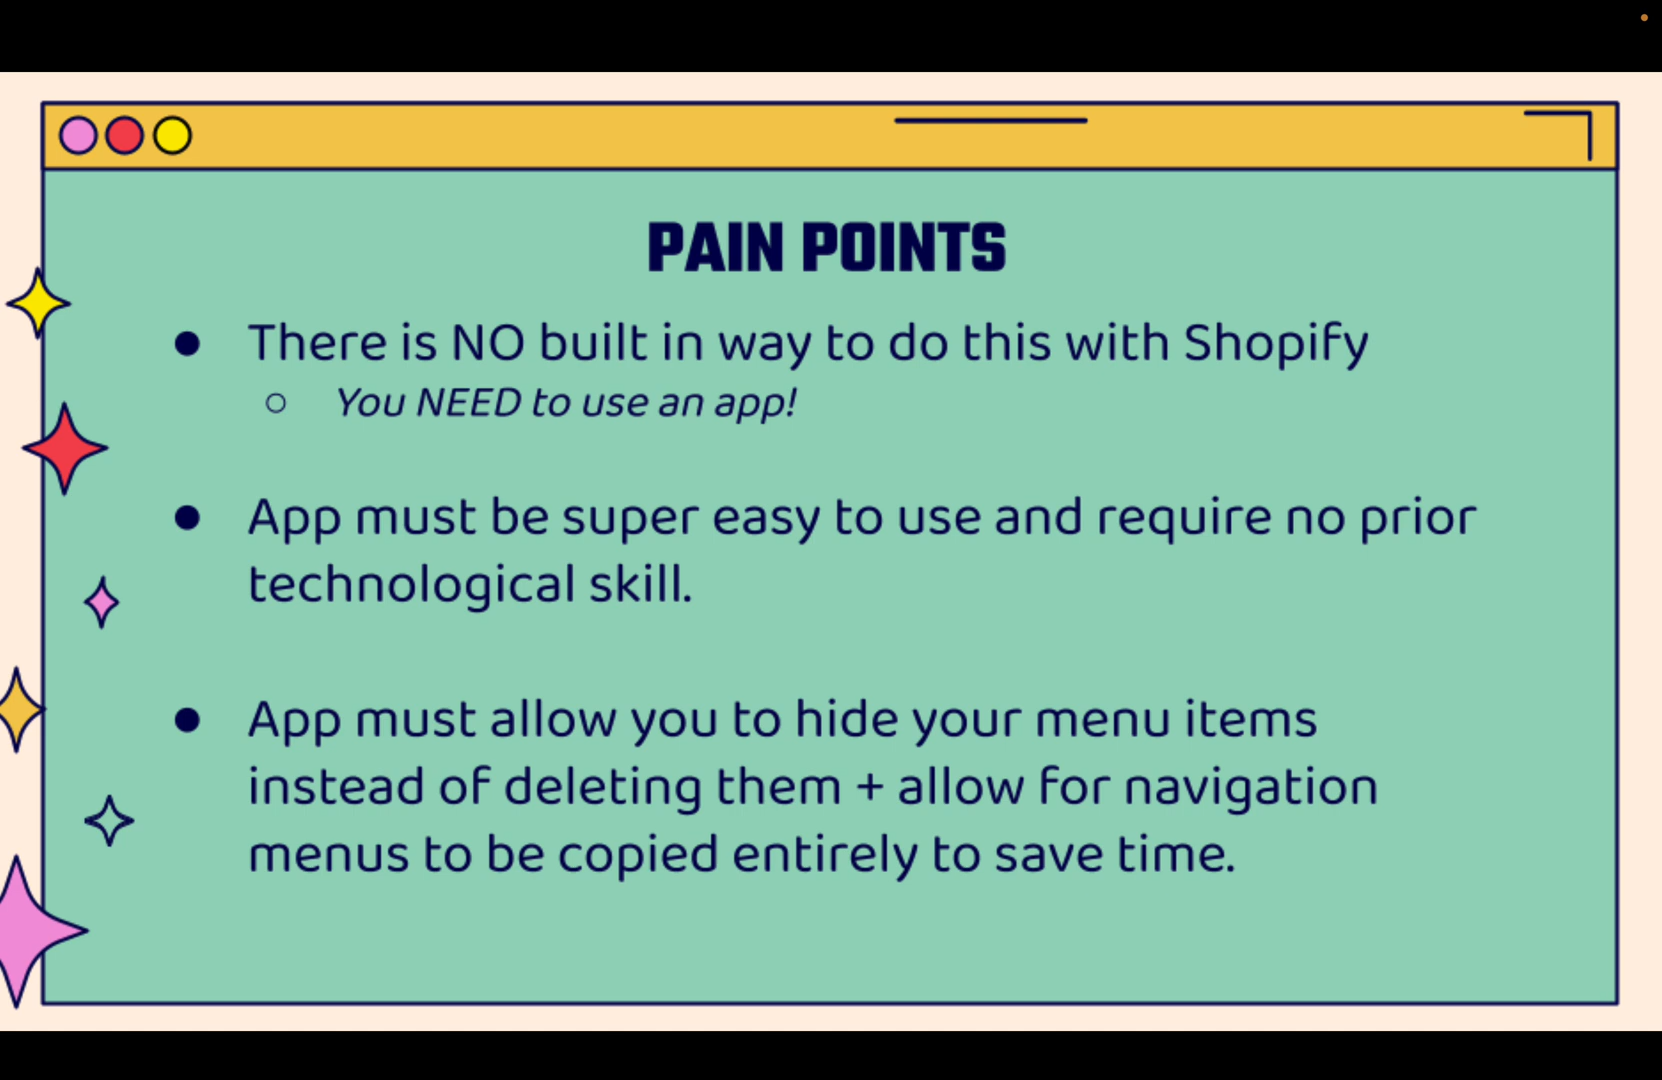 PAIN POINTS
● There is NO built in way to do this with Shopify
○ You NEED to use an app!
● App must be super easy to use and require no prior
technological skill.
● App must allow you to hide your menu items
instead of deleting them + allow for navigation
menus to be copied entirely to save time.